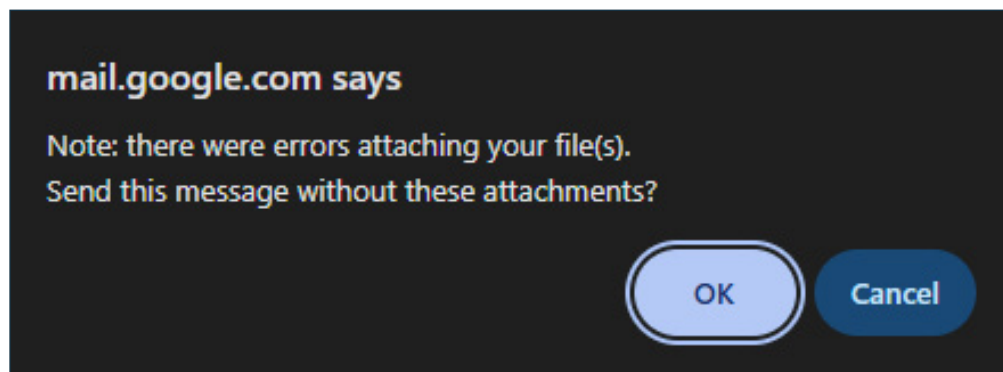 mail.google.com says
Note: there were errors attaching your file(s).
Send this message without these attachments?
OK
Cancel